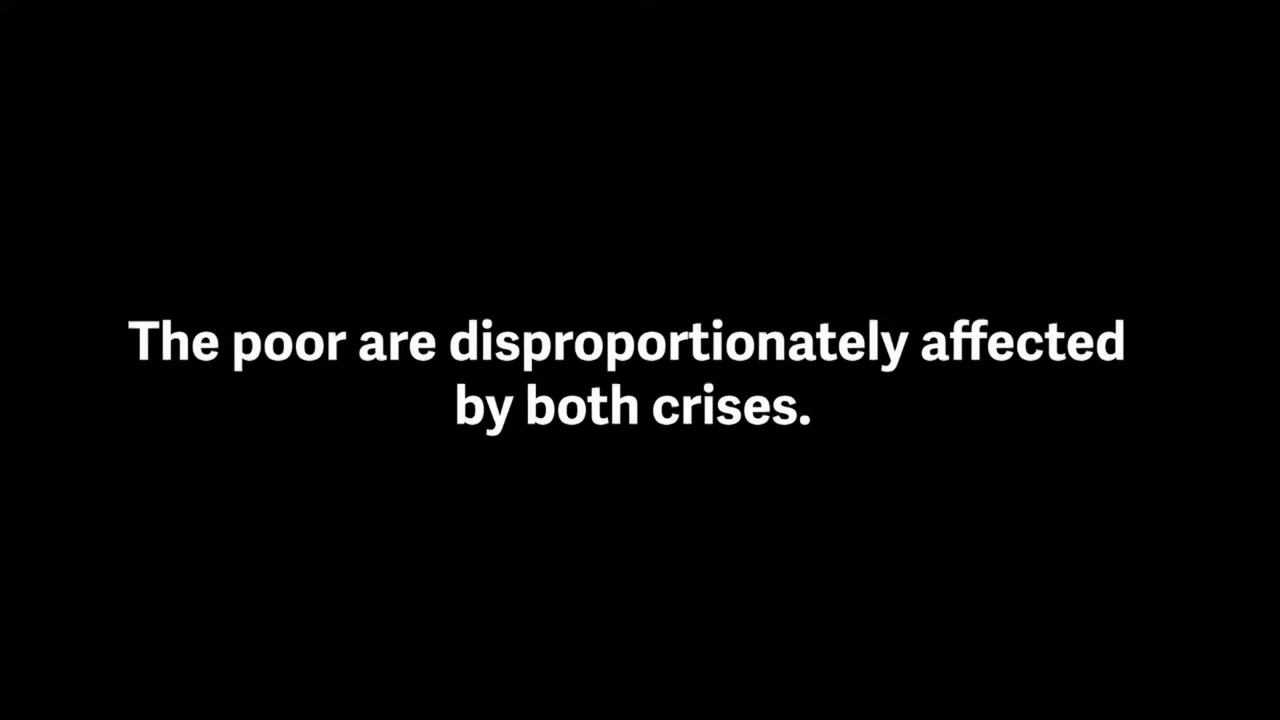 The poor are disproportionately affected
by both crises.